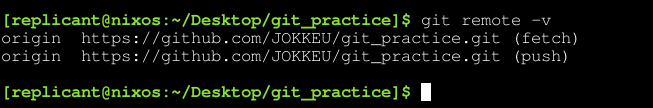 [replicant@nixos:~/Desktop/git_practice]$ git remote -v
origin  https://github.com/JOKKEU/git_practice.git (fetch)
origin  https://github.com/JOKKEU/git_practice.git (push)
[replicant@nixos:~/Desktop/git_practice]$